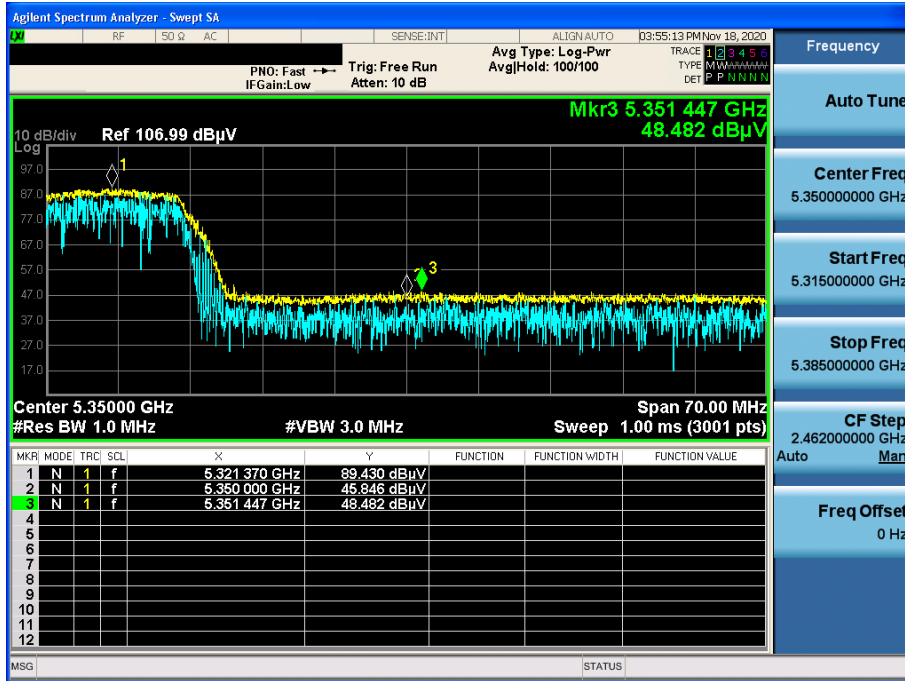 Agilent Spectrum Analyzer - Swept SA
LXI RF 50 Ω AC SENSE:INT ALIGN AUTO 03:55:13 PM Nov 18, 2020
PNO: Fast Trig: Free Run Avg Type: Log-Pwr TRACE 1 2 3 4 5 6
IFGain:Low Atten: 10 dB Avg|Hold: 100/100 TYPE M W W W W W
DET P P N N N N
Frequency
Mkr3 5.351 447 GHz
48.482 dBµV
10 dB/div Ref 106.99 dBµV
Log
97.0
87.0
77.0
67.0
57.0
47.0
37.0
27.0
17.0
1
3
Center 5.35000 GHz Span 70.00 MHz
#Res BW 1.0 MHz #VBW 3.0 MHz Sweep 1.00 ms (3001 pts)
MKR MODE TRC SCL X Y FUNCTION FUNCTION WIDTH FUNCTION VALUE
1 N 1 f 5.321 370 GHz 89.430 dBµV
2 N 1 f 5.350 000 GHz 45.846 dBµV
3 N 1 f 5.351 447 GHz 48.482 dBµV
4
5
6
7
8
9
10
11
12
MSG STATUS
Auto Tune
Center Freq
5.350000000 GHz
Start Freq
5.315000000 GHz
Stop Freq
5.385000000 GHz
CF Step
2.462000000 GHz
Auto Man
Freq Offset
0 Hz